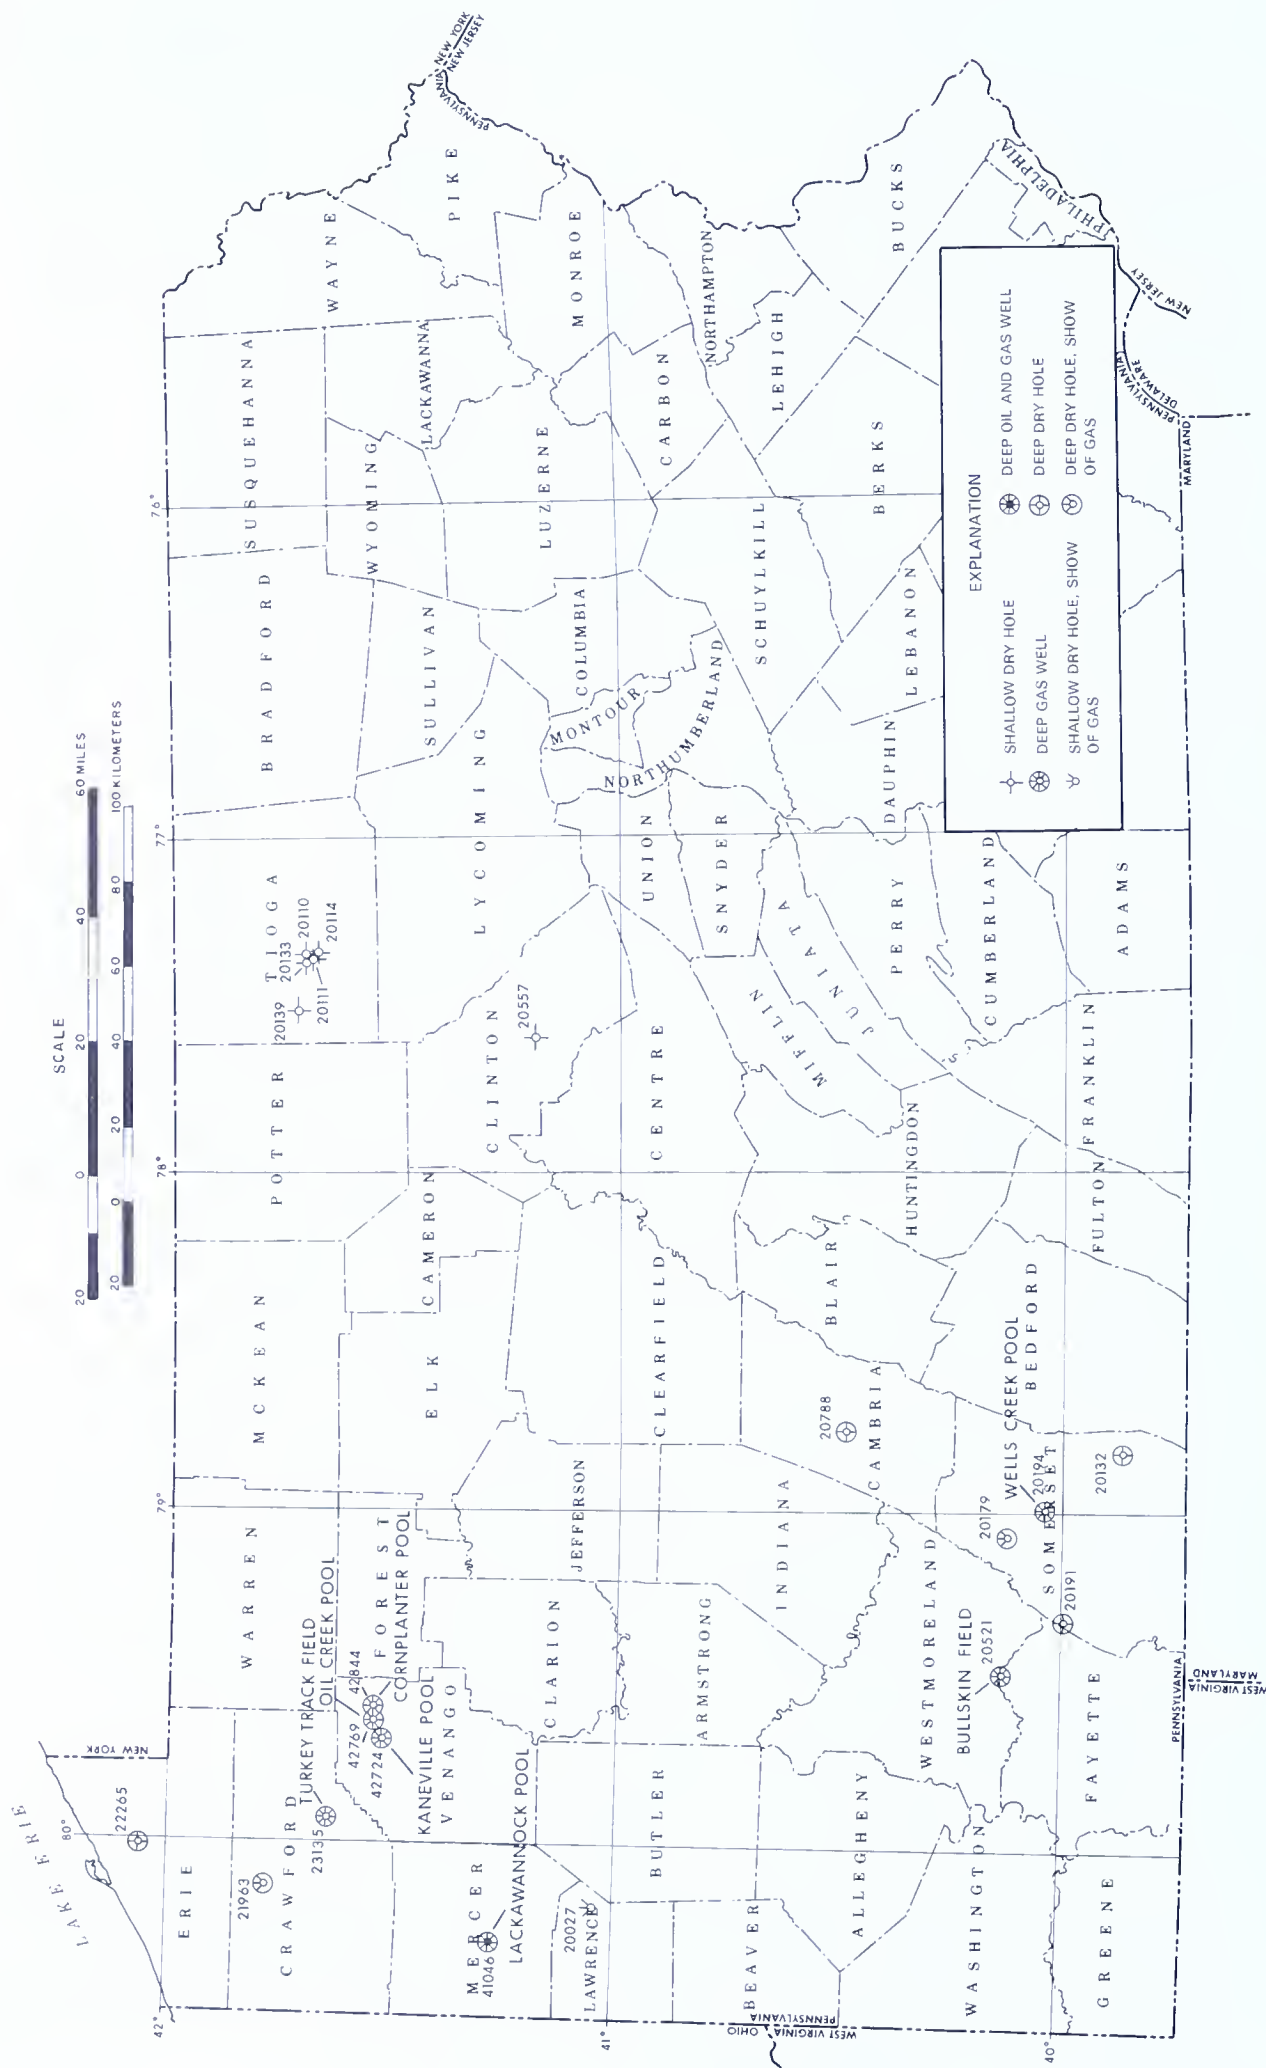 SCALE
20 0 20 40 60 MILES
20 0 20 40 60 80 100 KILOMETERS
LAKE ERIE
NEW YORK
80°
79°
78°
77°
76°
42°
41°
40°
ERIE
22265
21963
CRAWFORD
TURKEYTRACK FIELD
23135
WARREN
MCKEAN
POTTER
TIOGA
20139
20133
20110
20111
20114
BRADFORD
SUSQUEHANNA
WAYNE
PENNSYLVANIA
NEW YORK
NEW JERSEY
PENNSYLVANIA
WYOMING
LACKAWANNA
PIKE
OIL CREEK POOL
42769
42844
42724
FOREST
CORNPLANTER POOL
KANEVILLE POOL
VENANGO
ELK
CAMERON
CLINTON
20557
LYCOMING
SULLIVAN
MERCER
41046
LACKAWANNOCK POOL
CLARION
JEFFERSON
CLEARFIELD
CENTRE
UNION
MONTOUR
COLUMBIA
NORTHUMBERLAND
LUZERNE
MONROE
CARBON
NORTHAMPTON
LAWRENCE
20027
BUTLER
ARMSTRONG
INDIANA
SNYDER
MIFFLIN
JUNIATA
SCHUYLKILL
LEHIGH
BUCKS
BEAVER
ALLEGHENY
WESTMORELAND
CAMBRIA
20788
BLAIR
HUNTINGDON
PERRY
DAUPHIN
LEBANON
BERKS
PENNSYLVANIA
OHIO
WEST VIRGINIA
WASHINGTON
BULLSKIN FIELD
20521
20179
WELLS CREEK POOL
20194
BEDFORD
CUMBERLAND
GREENE
FAYETTE
20191
SOMERSET
20132
FULTON
FRANKLIN
ADAMS
PHILADELPHIA
NEW JERSEY
PENNSYLVANIA
DELAWARE
MARYLAND
PENNSYLVANIA
WEST VIRGINIA
MARYLAND
EXPLANATION
SHALLOW DRY HOLE
DEEP GAS WELL
SHALLOW DRY HOLE, SHOW
OF GAS
DEEP OIL AND GAS WELL
DEEP DRY HOLE
DEEP DRY HOLE, SHOW
OF GAS